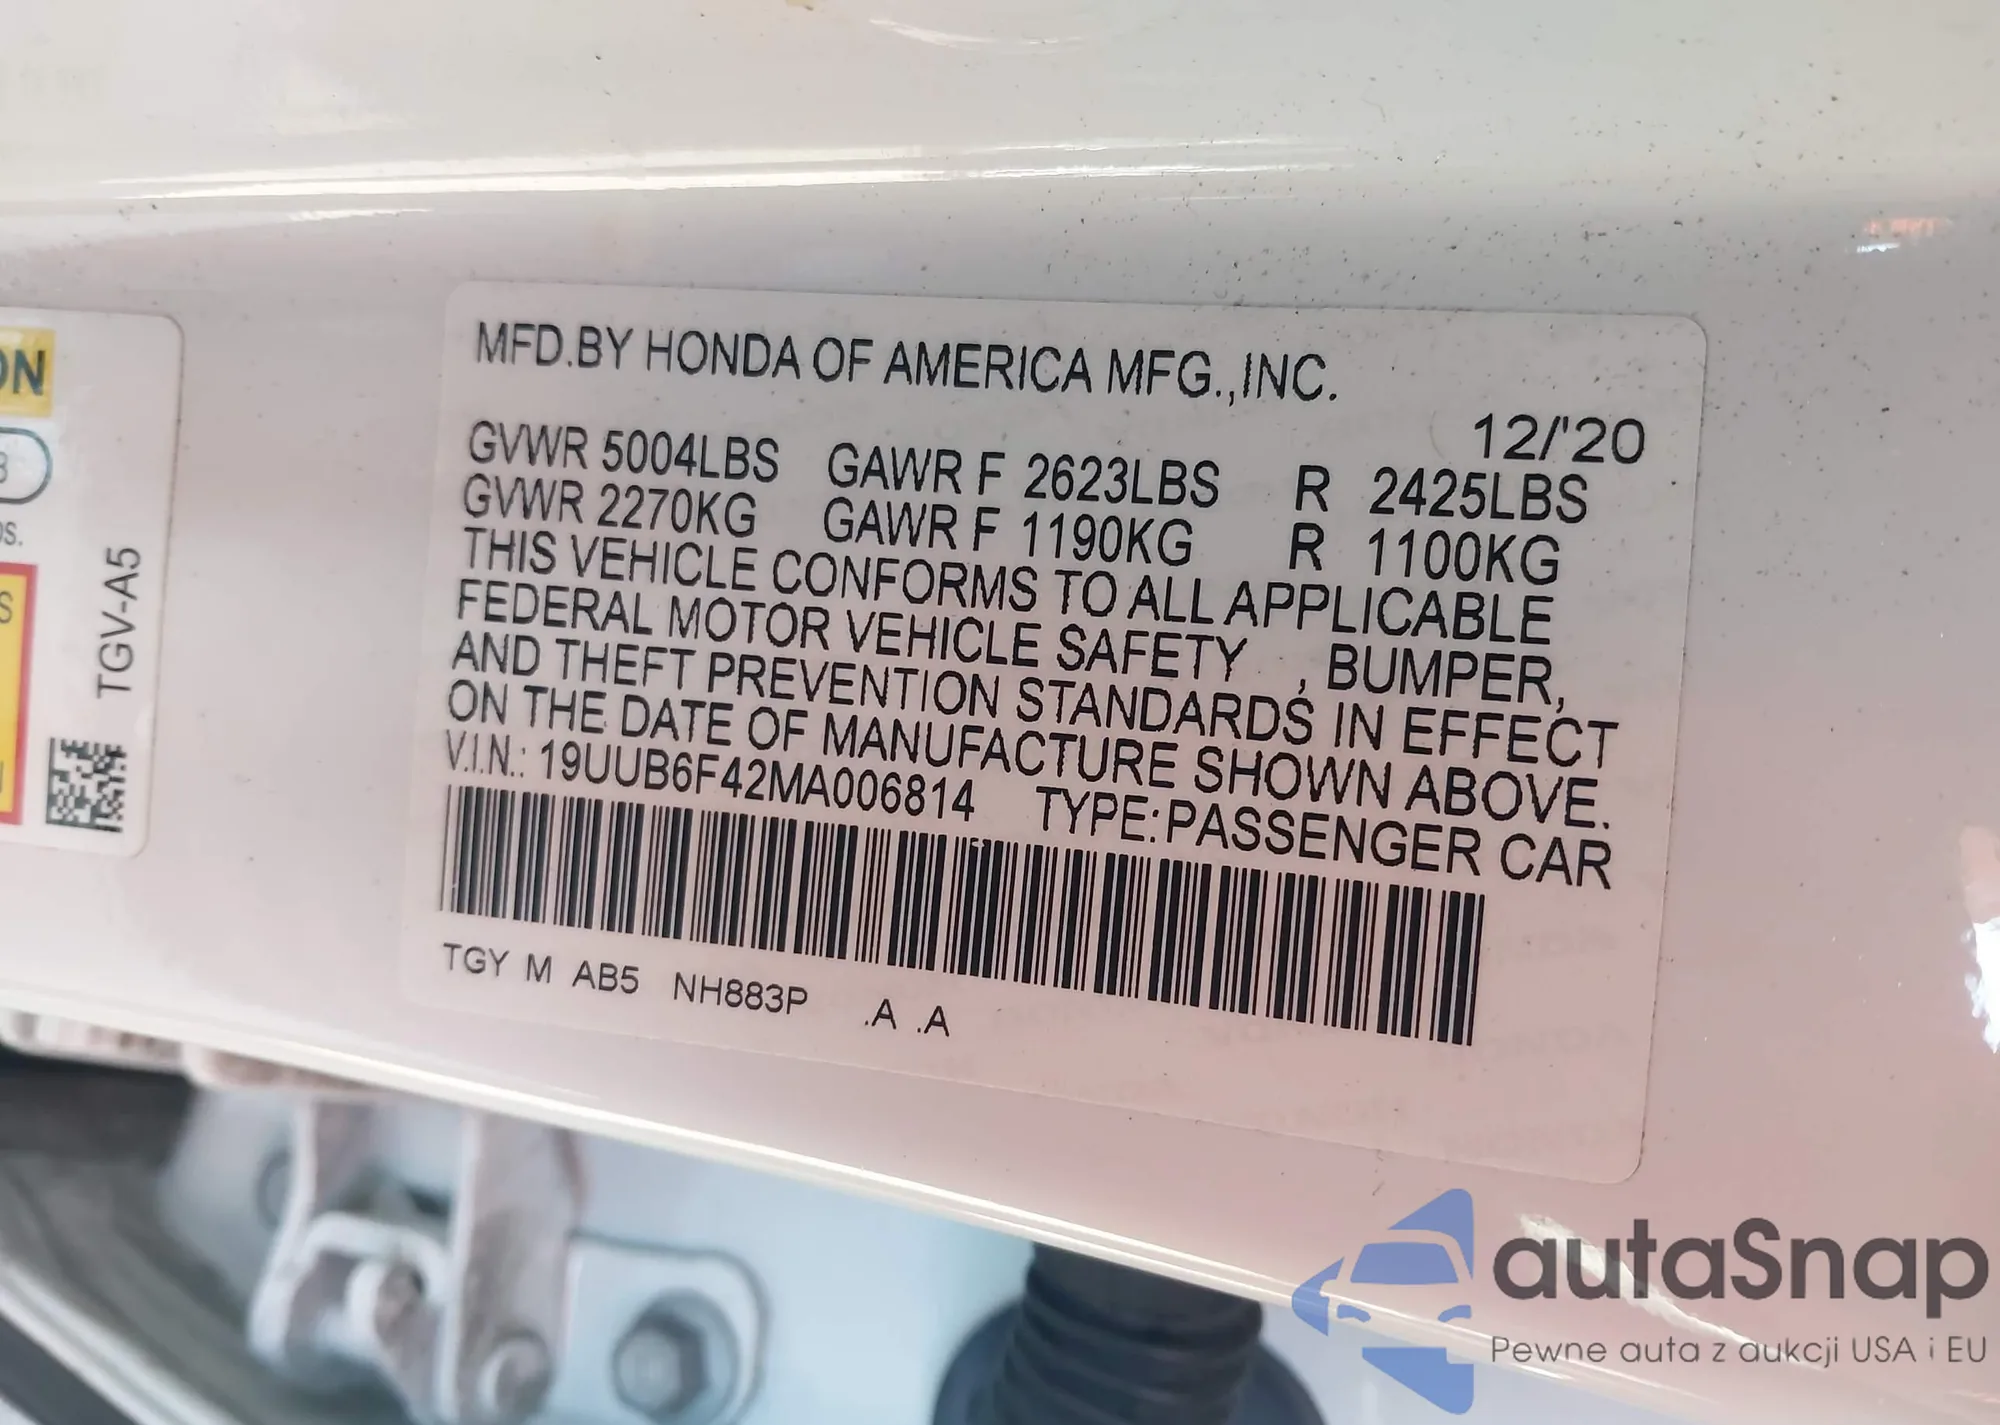 ON
TGV-A5
MFD.BY HONDA OF AMERICA MFG.,INC.
12/'20
GVWR 5004LBS GAWR F 2623LBS R 2425LBS
GVWR 2270KG GAWR F 1190KG R 1100KG
THIS VEHICLE CONFORMS TO ALL APPLICABLE
FEDERAL MOTOR VEHICLE SAFETY , BUMPER,
AND THEFT PREVENTION STANDARDS IN EFFECT
ON THE DATE OF MANUFACTURE SHOWN ABOVE.
V.I.N.: 19UUB6F42MA006814 TYPE:PASSENGER CAR
TGY M AB5 NH883P .A .A
autaSnap
Pewne auta z aukcji USA i EU